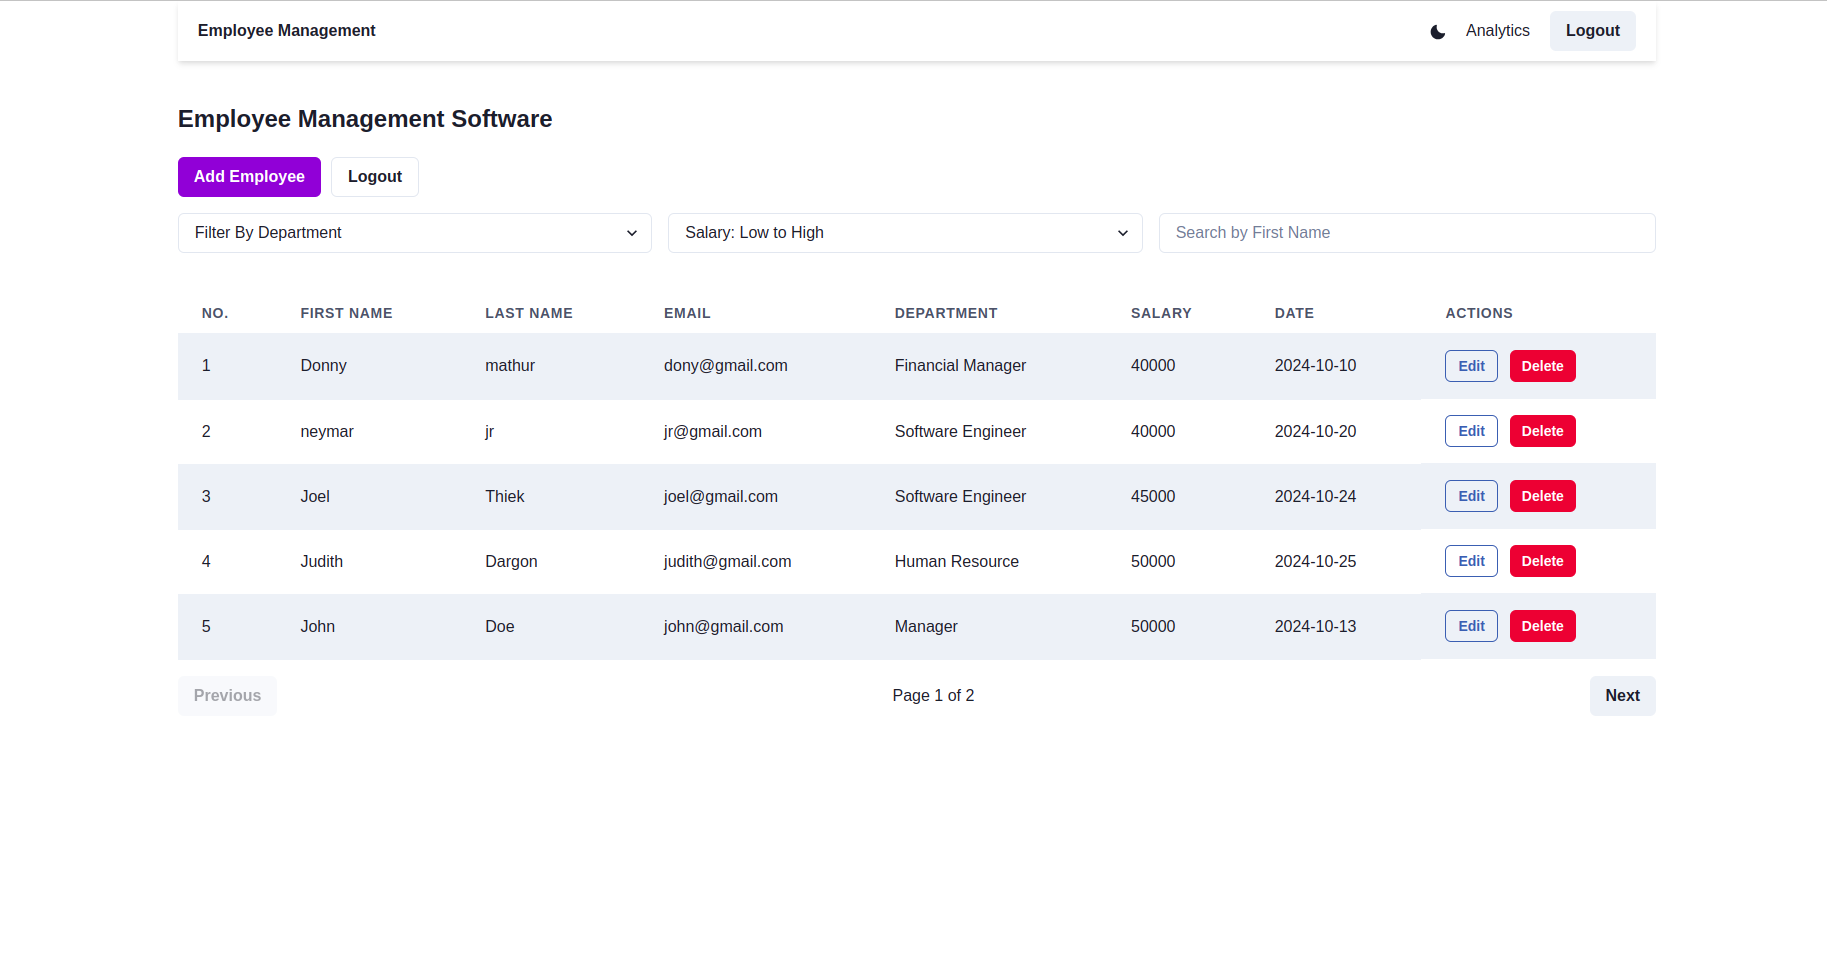 Employee Management Analytics Logout
Employee Management Software
Add Employee Logout
Filter By Department Salary: Low to High Search by First Name
NO. FIRST NAME LAST NAME EMAIL DEPARTMENT SALARY DATE ACTIONS
1 Donny mathur dony@gmail.com Financial Manager 40000 2024-10-10 Edit Delete
2 neymar jr jr@gmail.com Software Engineer 40000 2024-10-20 Edit Delete
3 Joel Thiek joel@gmail.com Software Engineer 45000 2024-10-24 Edit Delete
4 Judith Dargon judith@gmail.com Human Resource 50000 2024-10-25 Edit Delete
5 John Doe john@gmail.com Manager 50000 2024-10-13 Edit Delete
Previous Page 1 of 2 Next